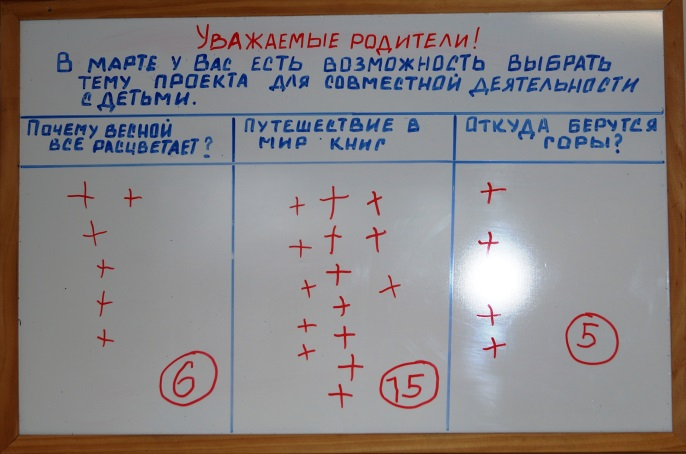 УВАЖАЕМЫЕ РОДИТЕЛИ!
В МАРТЕ У ВАС ЕСТЬ ВОЗМОЖНОСТЬ ВЫБРАТЬ
ТЕМУ ПРОЕКТА ДЛЯ СОВМЕСТНОЙ ДЕЯТЕЛЬНОСТИ
С ДЕТЬМИ.
ПОЧЕМУ ВЕСНОЙ
ВСЁ РАСЦВЕТАЕТ?
ПУТЕШЕСТВИЕ В
МИР КНИГ
ОТКУДА БЕРУТСЯ
ГОРЫ?
6
15
5